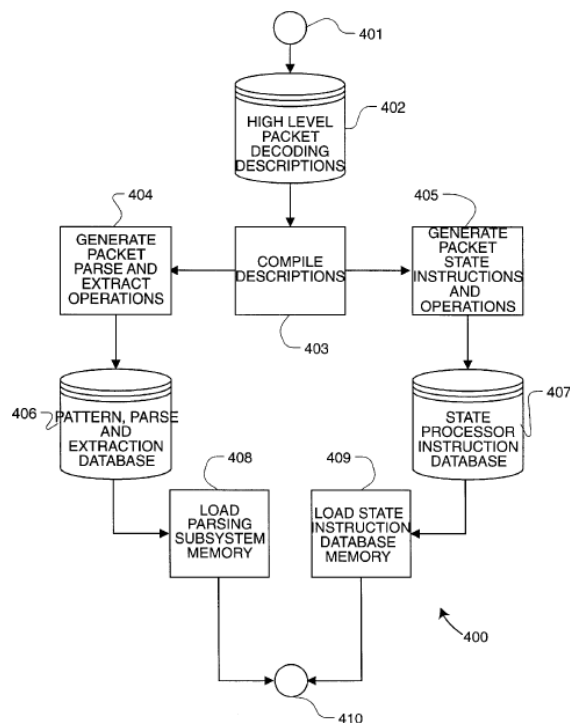 401
402
HIGH LEVEL
PACKET
DECODING
DESCRIPTIONS
404
405
GENERATE
PACKET
PARSE AND
EXTRACT
OPERATIONS
COMPILE
DESCRIPTIONS
GENERATE
PACKET
STATE
INSTRUCTIONS
AND
OPERATIONS
403
406
PATTERN, PARSE
AND
EXTRACTION
DATABASE
407
STATE
PROCESSOR
INSTRUCTION
DATABASE
408
409
LOAD
PARSING
SUBSYSTEM
MEMORY
LOAD STATE
INSTRUCTION
DATABASE
MEMORY
400
410